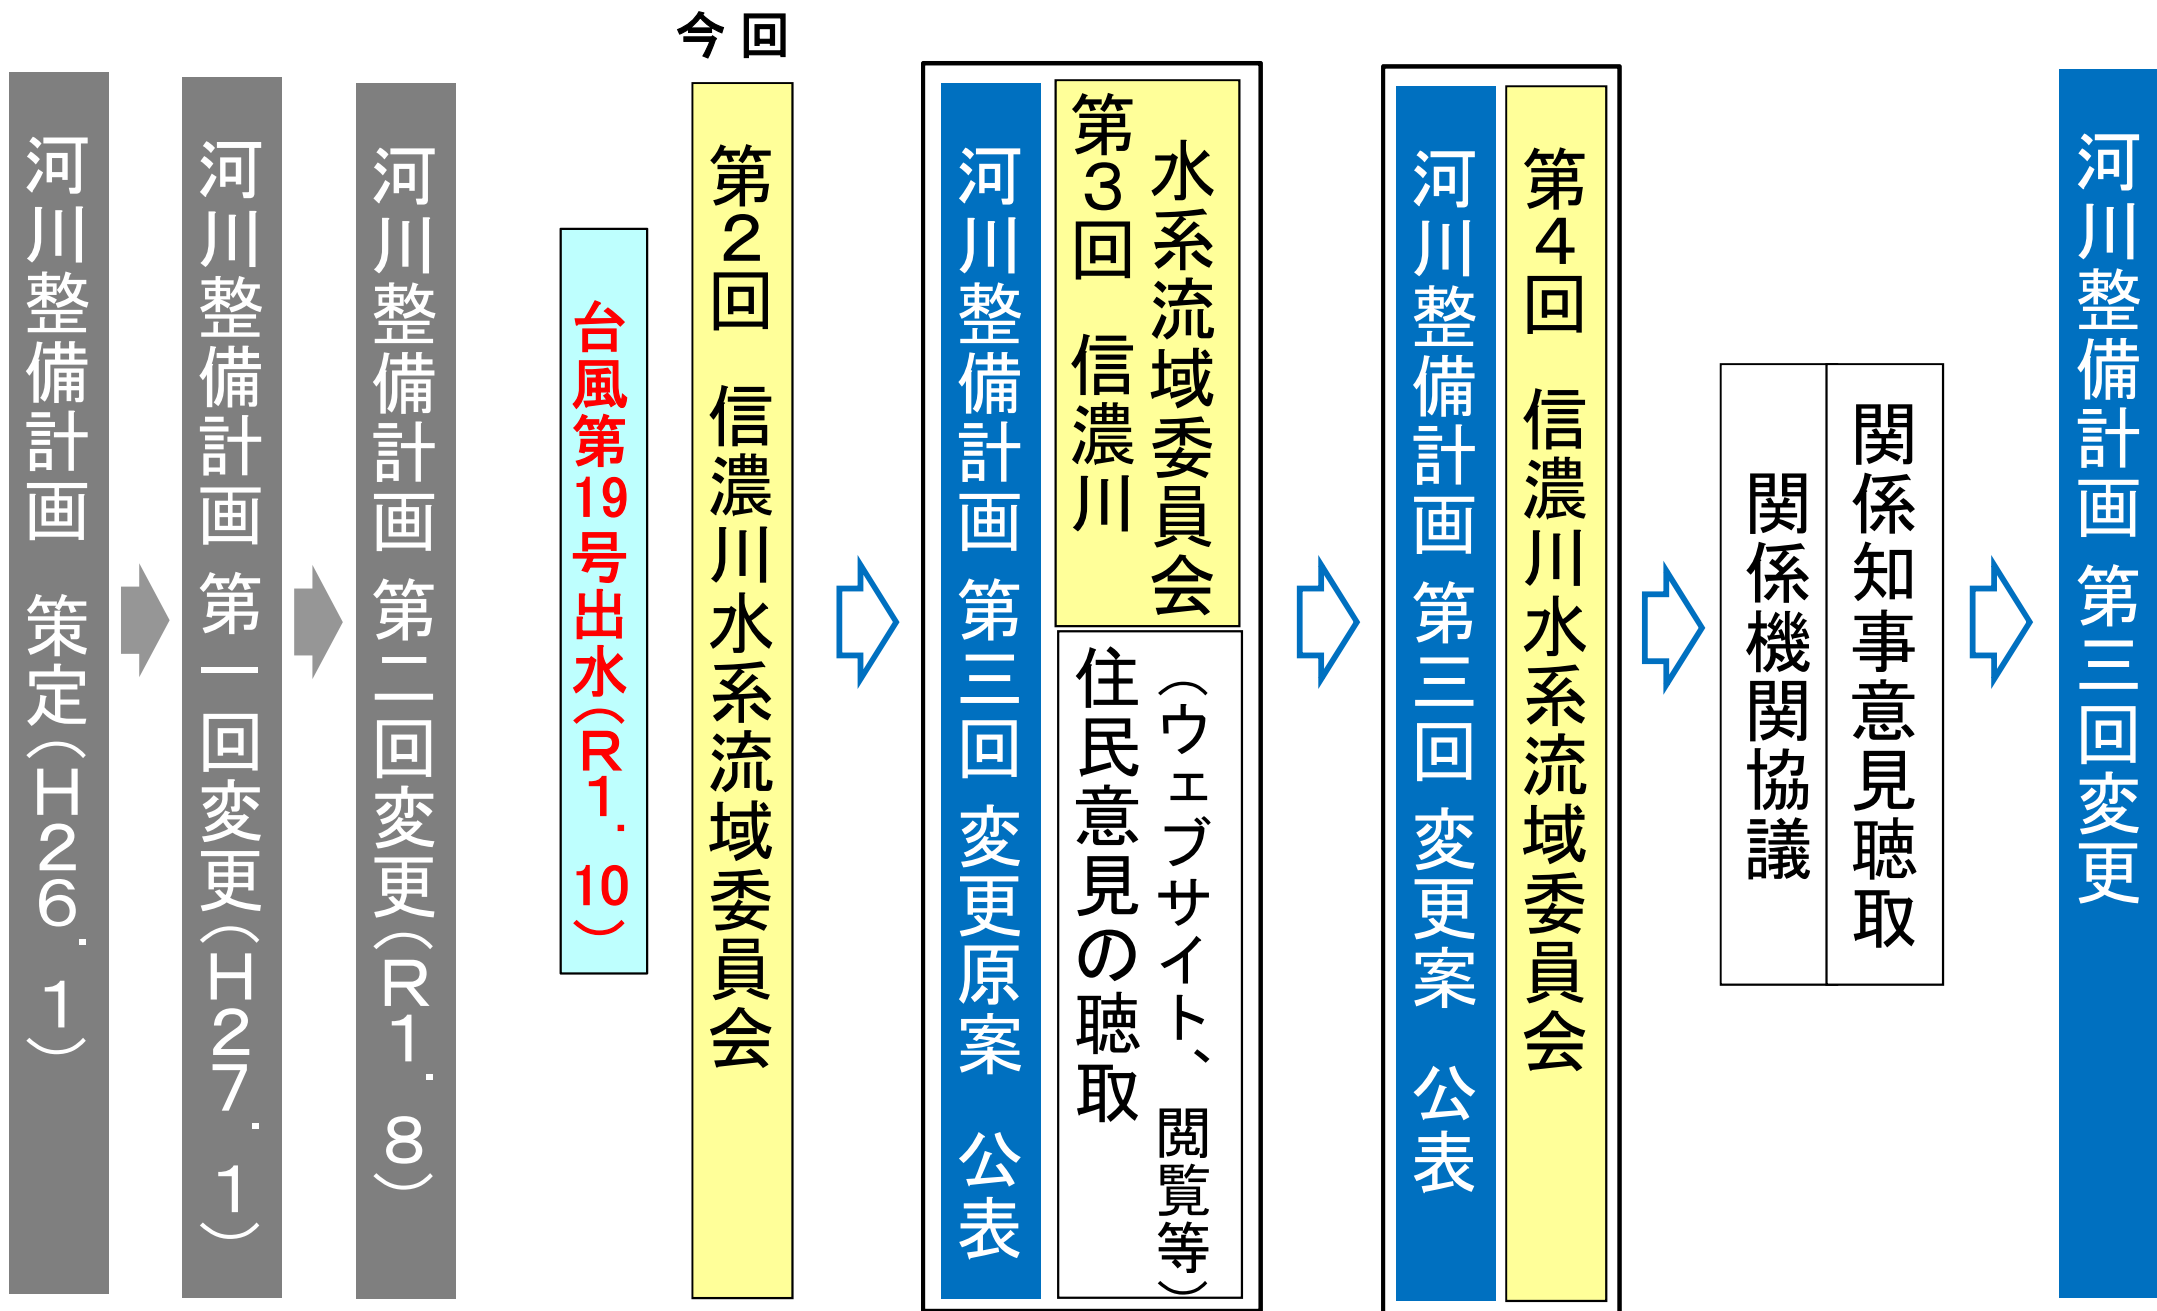 今回
河川整備計画　策定（Ｈ２６．１）
河川整備計画 第一回変更（Ｈ２７．１）
河川整備計画 第二回変更（Ｒ１．８）
台風第19号出水（Ｒ１．10）
第２回　信濃川水系流域委員会
河川整備計画 第三回 変更原案　公表
第３回　信濃川
水系流域委員会
住民意見の聴取
（ウェブサイト、閲覧等）
河川整備計画 第三回 変更案　公表
第４回　信濃川水系流域委員会
関係機関協議
関係知事意見聴取
河川整備計画 第三回変更